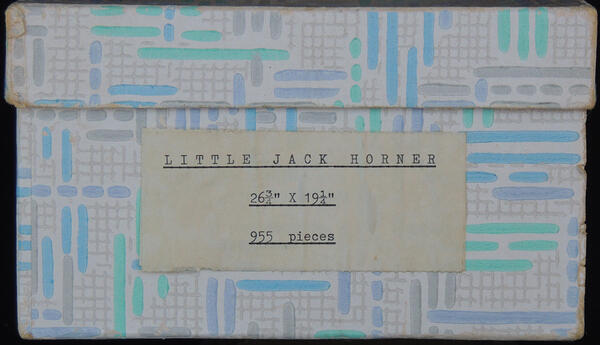 LITTLE JACK HORNER
26¾" X 19¼"
955 pieces